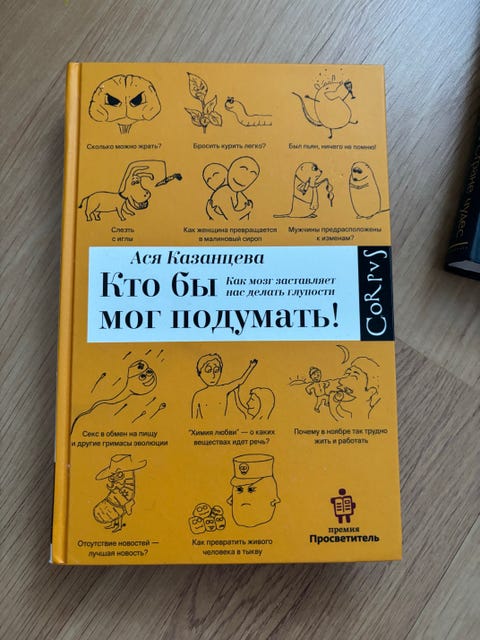 Сколько можно жрать?
Бросить курить легко?
Был пьян, ничего не помню!
Слезть
с иглы
Как женщина превращается
в малиновый сироп
Мужчины предрасположены
к изменам?
Ася Казанцева
Кто бы
Как мозг заставляет
нас делать глупости
мог подумать!
CORPVS
Секс в обмен на пищу
и другие гримасы эволюции
"Химия любви" — о каких
веществах идет речь?
Почему в ноябре так трудно
жить и работать
Отсутствие новостей —
лучшая новость?
Как превратить живого
человека в тыкву
премия
Просветитель
чудес